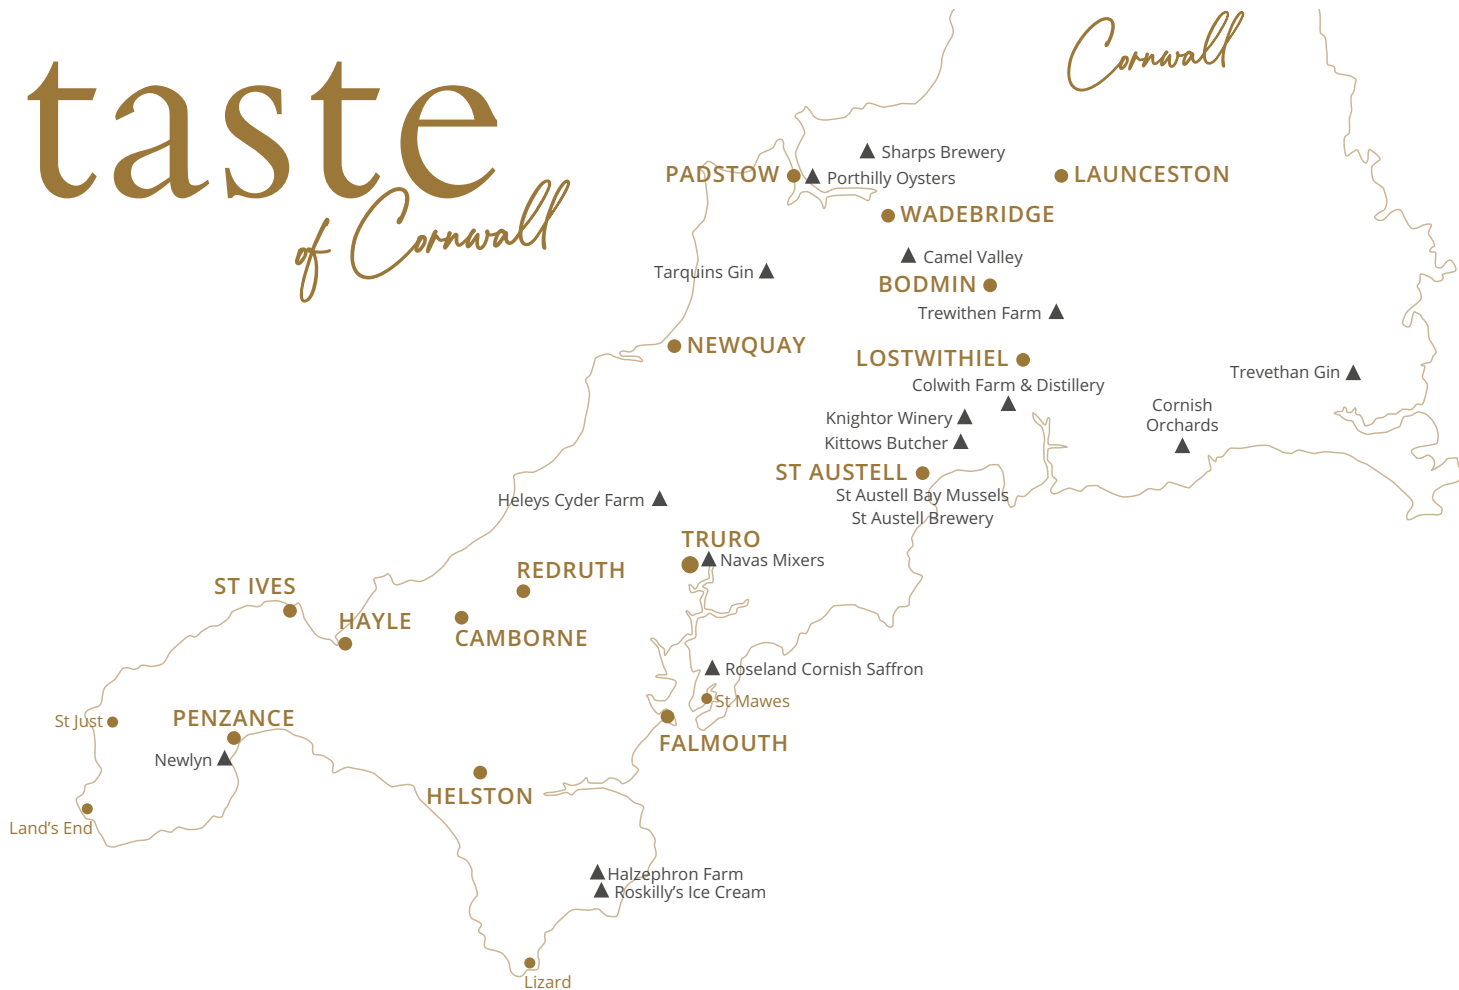 taste
of Cornwall
Cornwall
Sharps Brewery
PADSTOW
Porthilly Oysters
LAUNCESTON
WADEBRIDGE
Camel Valley
Tarquins Gin
BODMIN
Trewithen Farm
NEWQUAY
LOSTWITHIEL
Trevethan Gin
Colwith Farm & Distillery
Cornish
Orchards
Knightor Winery
Kittows Butcher
ST AUSTELL
St Austell Bay Mussels
St Austell Brewery
Heleys Cyder Farm
TRURO
Navas Mixers
REDRUTH
ST IVES
HAYLE
CAMBORNE
Roseland Cornish Saffron
St Mawes
St Just
PENZANCE
FALMOUTH
Newlyn
HELSTON
Land’s End
Halzephron Farm
Roskilly’s Ice Cream
Lizard